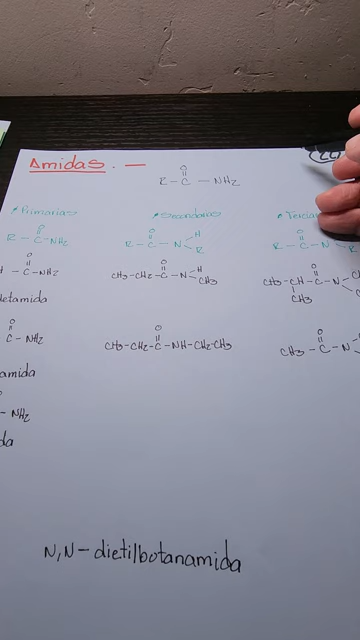 Amidas. —
O
R - C - NH2
* Primarias * Secundarias
O O H O
R - C - NH2 R - C - N R R - C - N R
O O H O
- C - NH2 CH3 - CH2 - C - N CH3 CH3 - CH - C - N
CH3
etamida
O O O
C - NH2 CH3 - CH2 - C - NH - CH2 - CH3 CH3 - C - N
amida
- NH2
da
N,N - dietilbotanamida